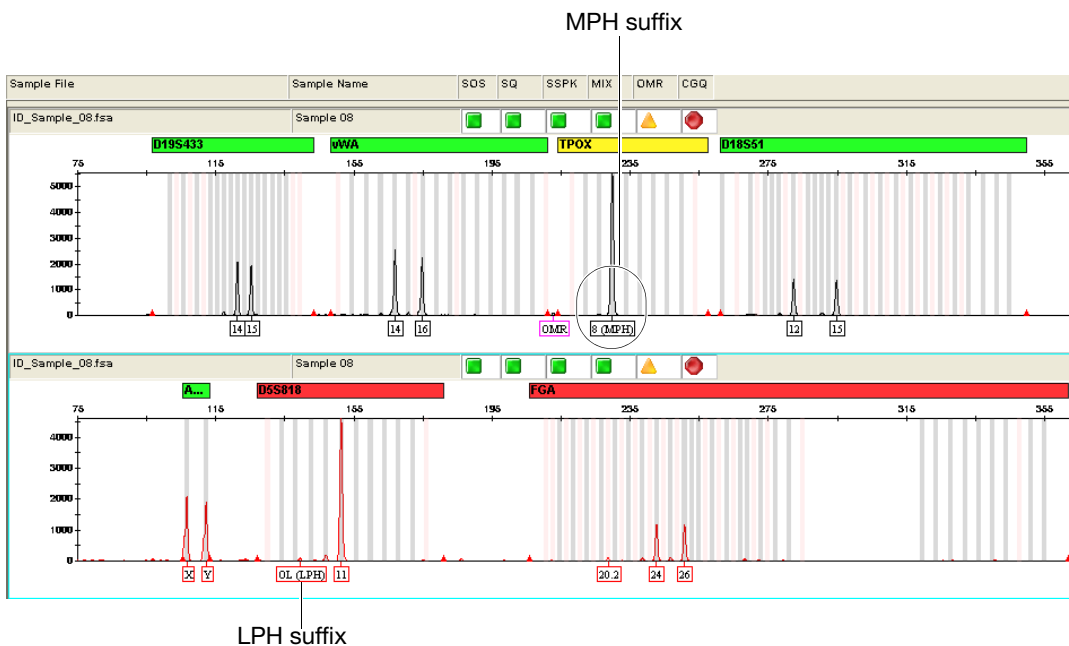 MPH suffix
Sample File Sample Name SOS SQ SSPK MIX OMR CGQ
ID_Sample_08.fsa Sample 08
D19S433 vWA TPOX D18S51
75 115 155 195 235 275 315 355
5000
4000
3000
2000
1000
0
14 15 14 16 OMR 8 (MPH) 12 15
ID_Sample_08.fsa Sample 08
A... D5S818 FGA
75 115 155 195 235 275 315 355
4000
3000
2000
1000
0
X Y OL (LPH) 11 20.2 24 26
LPH suffix